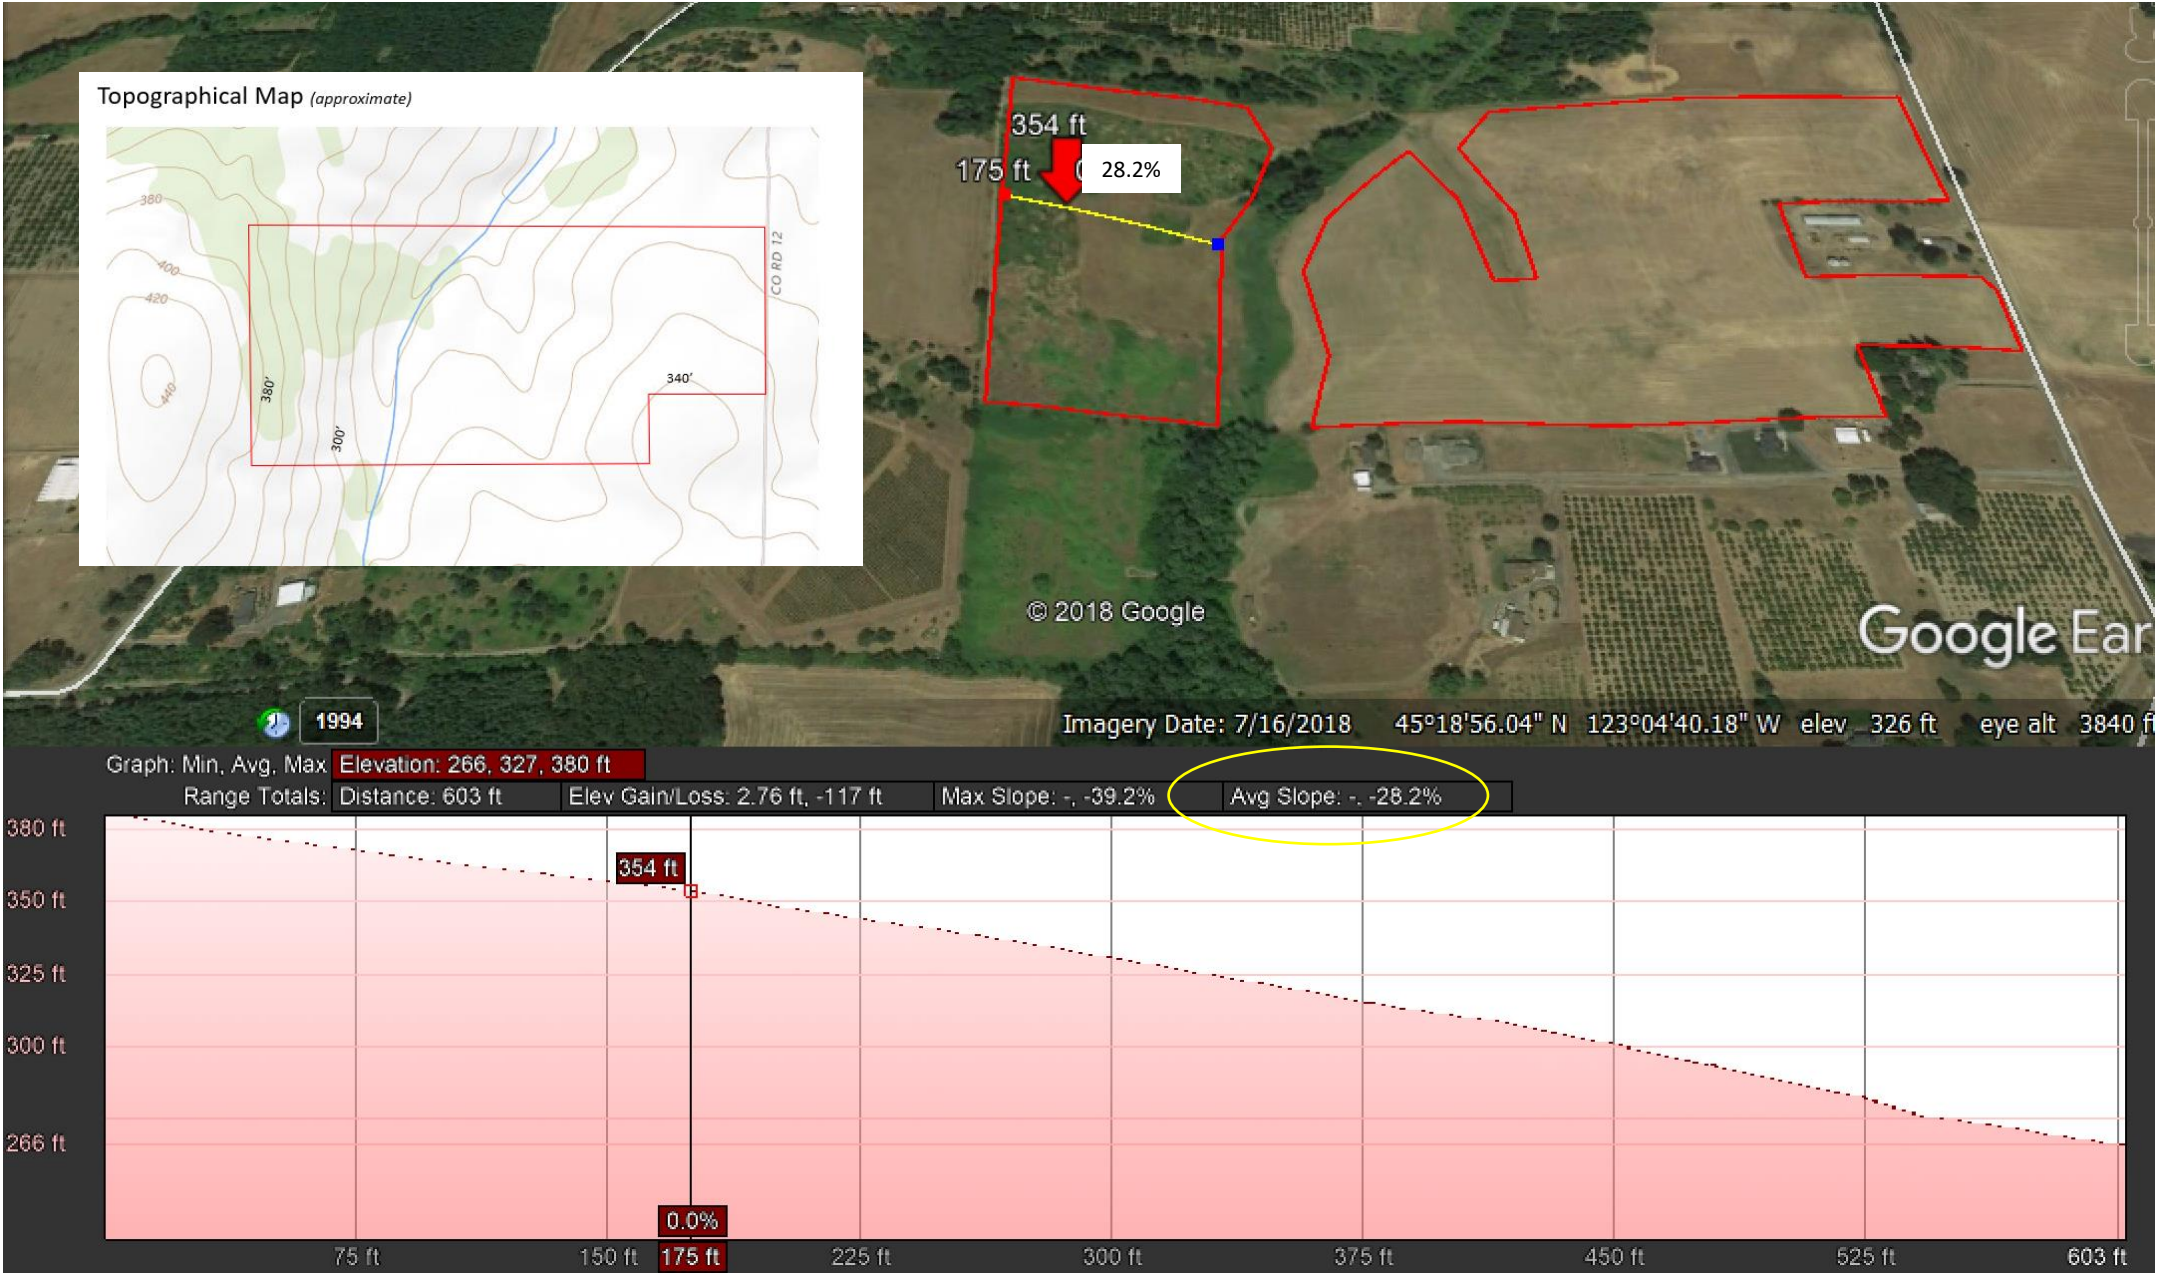 Topographical Map (approximate)
380
400
420
440
380'
300'
340'
CO RD 12
354 ft
175 ft
28.2%
© 2018 Google
Google Ear
1994
Imagery Date: 7/16/2018 45°18'56.04" N 123°04'40.18" W elev 326 ft eye alt 3840 ft
Graph: Min, Avg, Max Elevation: 266, 327, 380 ft
Range Totals: Distance: 603 ft Elev Gain/Loss: 2.76 ft, -117 ft Max Slope: -, -39.2% Avg Slope: -, -28.2%
380 ft
354 ft
350 ft
325 ft
300 ft
266 ft
0.0%
75 ft 150 ft 175 ft 225 ft 300 ft 375 ft 450 ft 525 ft 603 ft